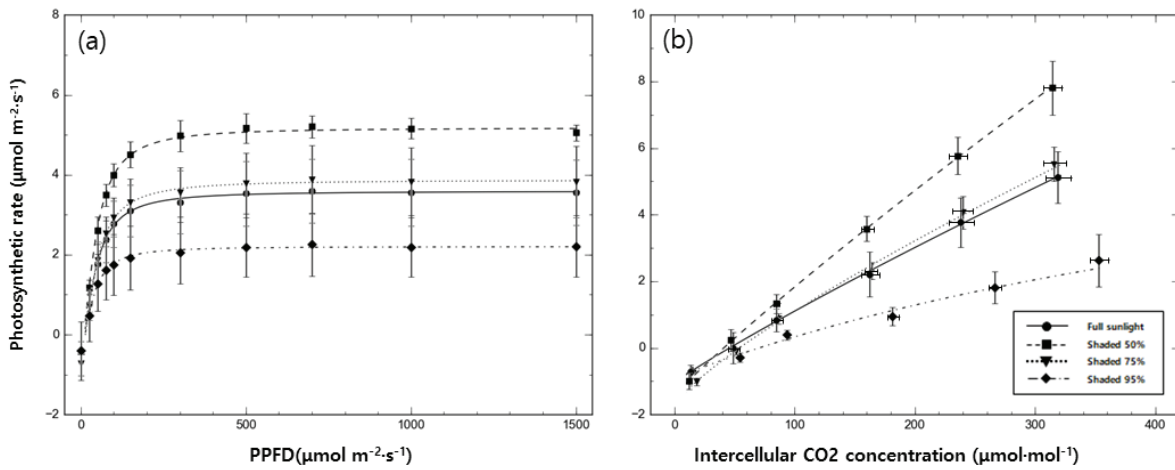 (a)
Photosynthetic rate (μmol m⁻²·s⁻¹)
8
6
4
2
0
−2
0
500
1000
1500
PPFD(μmol m⁻²·s⁻¹)
(b)
10
8
6
4
2
0
−2
0
100
200
300
400
Intercellular CO2 concentration (μmol·mol⁻¹)
Full sunlight
Shaded 50%
Shaded 75%
Shaded 95%